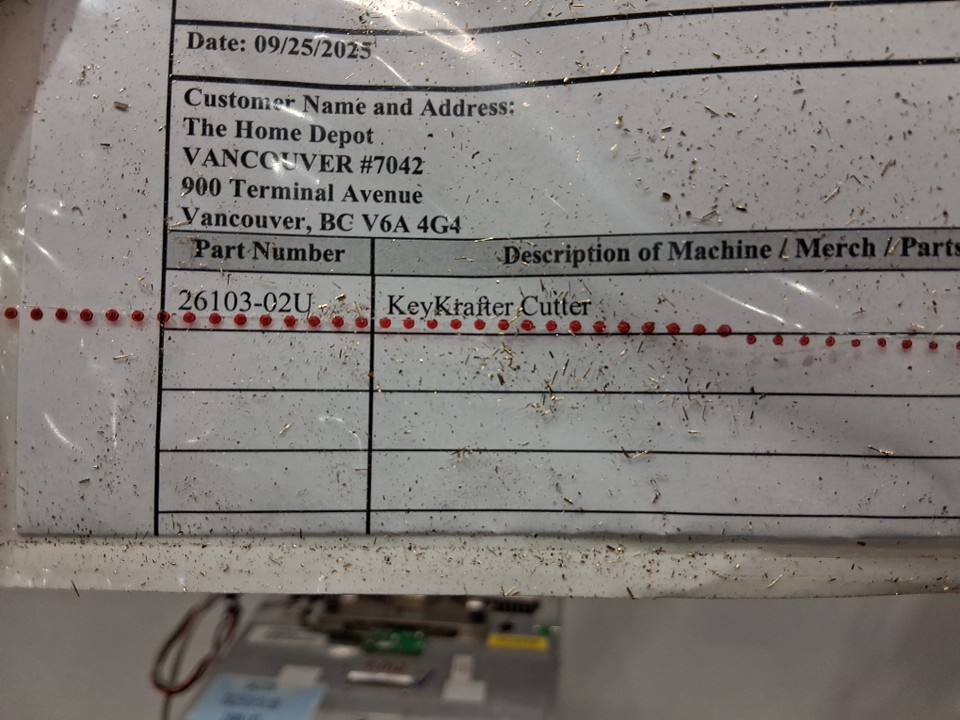 Date: 09/25/2025
Customer Name and Address:
The Home Depot
VANCOUVER #7042
900 Terminal Avenue
Vancouver, BC V6A 4G4
Part Number Description of Machine / Merch / Parts
26103-02U KeyKrafter Cutter